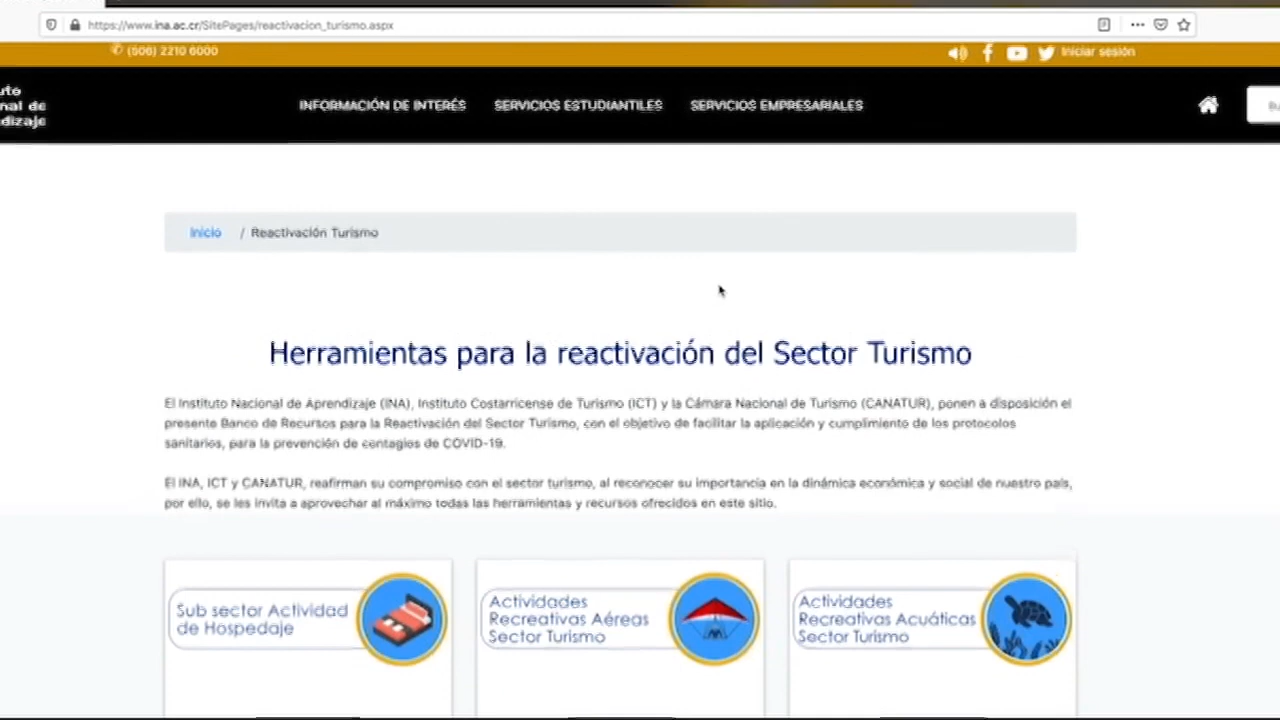 https://www.ina.ac.cr/SitePages/reactivacion_turismo.aspx
(506) 2210 6000
Iniciar sesión
uto
nal de
dizaje
INFORMACIÓN DE INTERÉS
SERVICIOS ESTUDIANTILES
SERVICIOS EMPRESARIALES
Inicio / Reactivación Turismo
Herramientas para la reactivación del Sector Turismo
El Instituto Nacional de Aprendizaje (INA), Instituto Costarricense de Turismo (ICT) y la Cámara Nacional de Turismo (CANATUR), ponen a disposición el
presente Banco de Recursos para la Reactivación del Sector Turismo, con el objetivo de facilitar la aplicación y cumplimiento de los protocolos
sanitarios, para la prevención de contagios de COVID-19.
El INA, ICT y CANATUR, reafirman su compromiso con el sector turismo, al reconocer su importancia en la dinámica económica y social de nuestro país,
por ello, se les invita a aprovechar al máximo todas las herramientas y recursos ofrecidos en este sitio.
Sub sector Actividad
de Hospedaje
Actividades
Recreativas Aéreas
Sector Turismo
Actividades
Recreativas Acuáticas
Sector Turismo